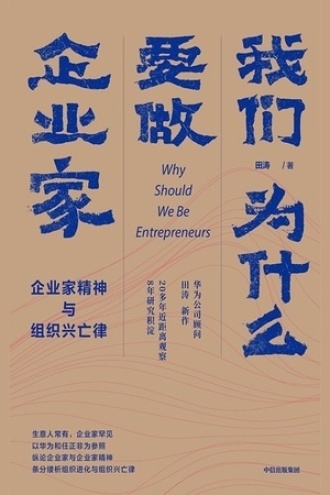 我们为什么
要做
企业家
田涛 / 著
Why
Should
We Be
Entrepreneurs
华为公司顾问
田涛 新作
20多年近距离观察
8年研究积淀
企业家精神
与
组织兴亡律
生意人常有，企业家罕见
以华为和任正非为参照
纵论企业家与企业家精神
条分缕析组织进化与组织兴亡律
中信出版集团